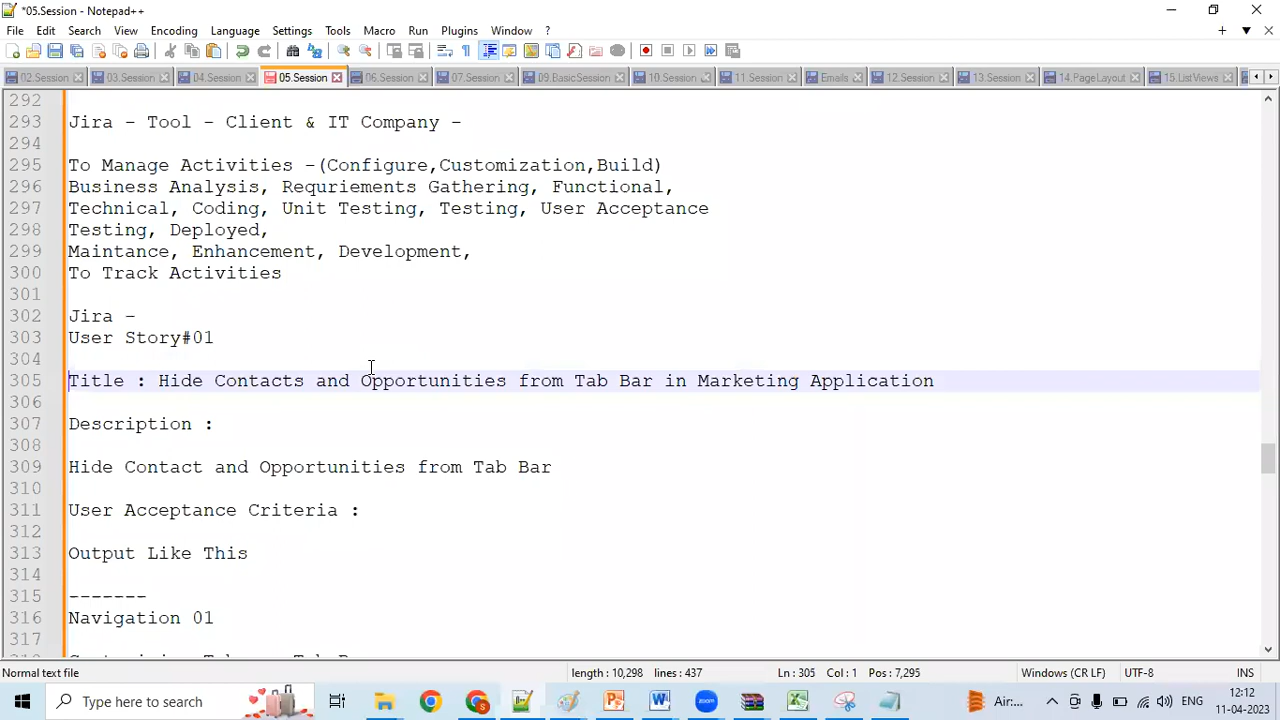 *05.Session - Notepad++
File Edit Search View Encoding Language Settings Tools Macro Run Plugins Window ?
02.Session 03.Session 04.Session 05.Session 06.Session 07.Session 09.BasicSession 10.Session 11.Session Emails 12.Session 13.Session 14.PageLayout 15.ListViews
292
293 Jira - Tool - Client & IT Company -
294
295 To Manage Activities -(Configure,Customization,Build)
296 Business Analysis, Requriements Gathering, Functional,
297 Technical, Coding, Unit Testing, Testing, User Acceptance
298 Testing, Deployed,
299 Maintance, Enhancement, Development,
300 To Track Activities
301
302 Jira -
303 User Story#01
304
305 Title : Hide Contacts and Opportunities from Tab Bar in Marketing Application
306
307 Description :
308
309 Hide Contact and Opportunities from Tab Bar
310
311 User Acceptance Criteria :
312
313 Output Like This
314
315 -------
316 Navigation 01
317
Normal text file length : 10,298 lines : 437 Ln : 305 Col : 1 Pos : 7,295 Windows (CR LF) UTF-8 INS
Type here to search Air... ENG 12:12
11-04-2023